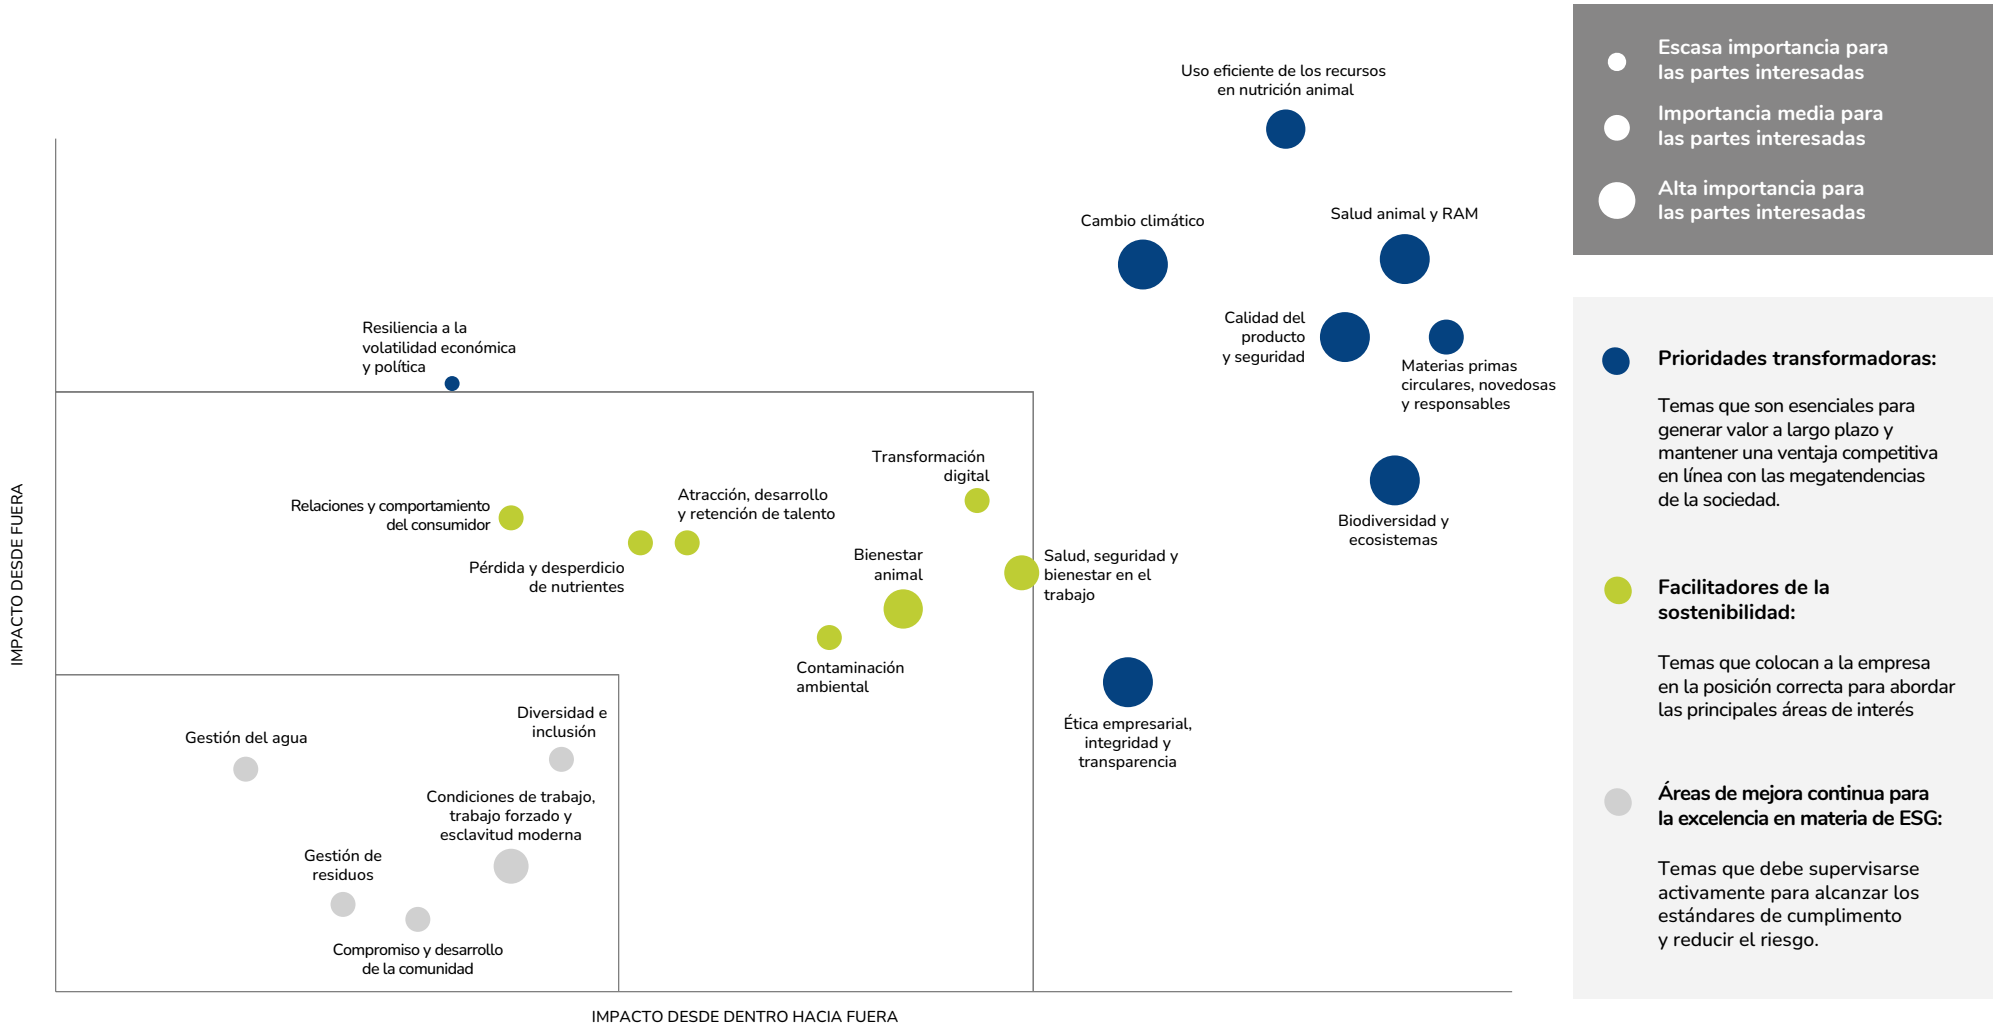 Uso eficiente de los recursos
en nutrición animal
Cambio climático
Salud animal y RAM
Calidad del
producto
y seguridad
Materias primas
circulares, novedosas
y responsables
Resiliencia a la
volatilidad económica
y política
Biodiversidad y
ecosistemas
Transformación
digital
Relaciones y comportamiento
del consumidor
Atracción, desarrollo
y retención de talento
Pérdida y desperdicio
de nutrientes
Bienestar
animal
Salud, seguridad y
bienestar en el
trabajo
Contaminación
ambiental
Ética empresarial,
integridad y
transparencia
Gestión del agua
Diversidad e
inclusión
Condiciones de trabajo,
trabajo forzado y
esclavitud moderna
Gestión de
residuos
Compromiso y desarrollo
de la comunidad
IMPACTO DESDE FUERA
IMPACTO DESDE DENTRO HACIA FUERA
Escasa importancia para
las partes interesadas
Importancia media para
las partes interesadas
Alta importancia para
las partes interesadas
Prioridades transformadoras:
Temas que son esenciales para
generar valor a largo plazo y
mantener una ventaja competitiva
en línea con las megatendencias
de la sociedad.
Facilitadores de la
sostenibilidad:
Temas que colocan a la empresa
en la posición correcta para abordar
las principales áreas de interés
Áreas de mejora continua para
la excelencia en materia de ESG:
Temas que debe supervisarse
activamente para alcanzar los
estándares de cumplimento
y reducir el riesgo.